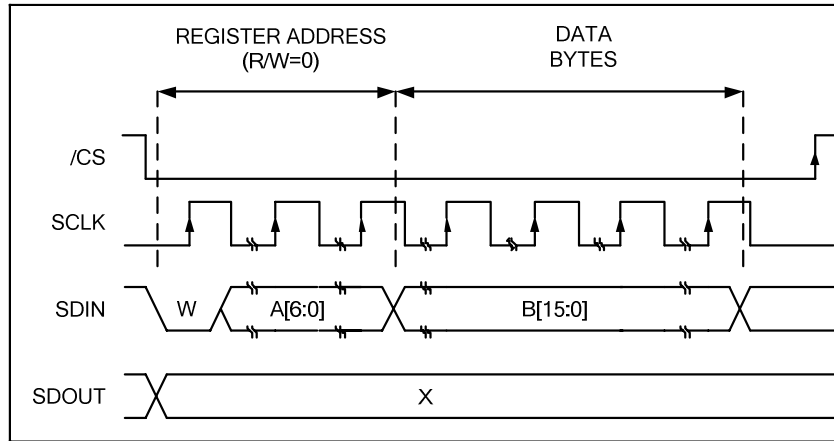 REGISTER ADDRESS
(R/W=0)
DATA
BYTES
/CS
SCLK
SDIN
W
A[6:0]
B[15:0]
SDOUT
X